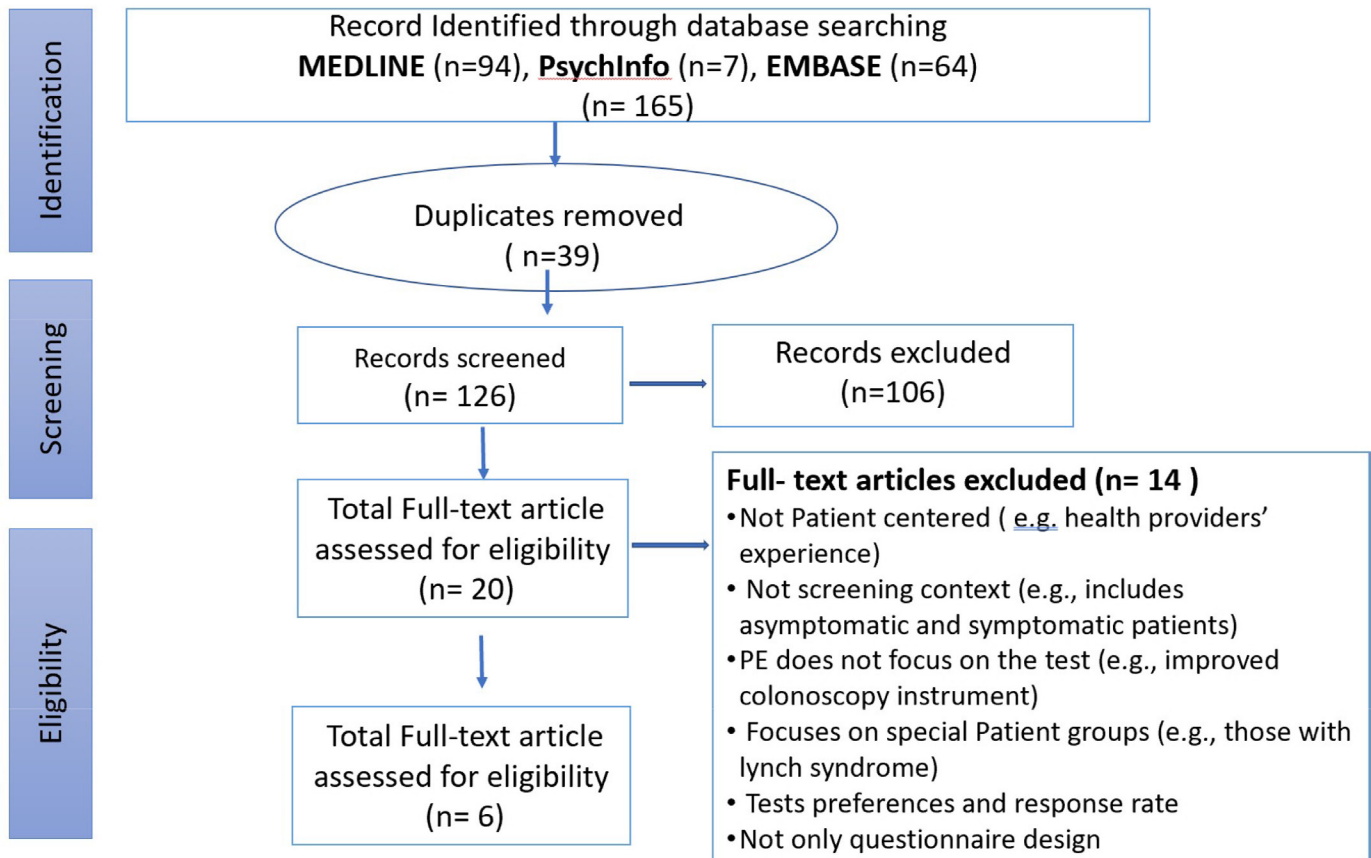 Identification
Record Identified through database searching
MEDLINE (n=94), PsychInfo (n=7), EMBASE (n=64)
(n= 165)
Duplicates removed
( n=39)
Screening
Records screened
(n= 126)
Records excluded
(n=106)
Eligibility
Total Full-text article
assessed for eligibility
(n= 20)
Full- text articles excluded (n= 14 )
•Not Patient centered ( e.g. health providers’
experience)
• Not screening context (e.g., includes
asymptomatic and symptomatic patients)
•PE does not focus on the test (e.g., improved
colonoscopy instrument)
• Focuses on special Patient groups (e.g., those with
lynch syndrome)
• Tests preferences and response rate
•Not only questionnaire design
Total Full-text article
assessed for eligibility
(n= 6)